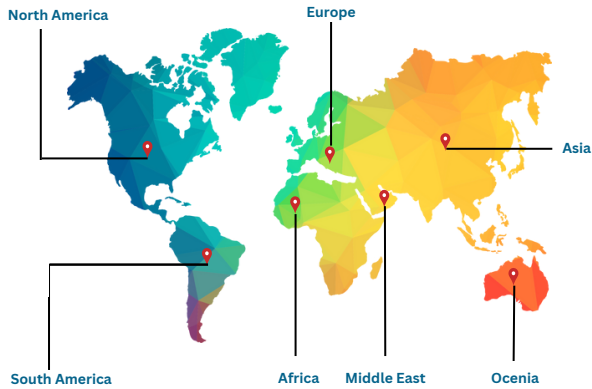 North America
Europe
Asia
South America
Africa
Middle East
Ocenia